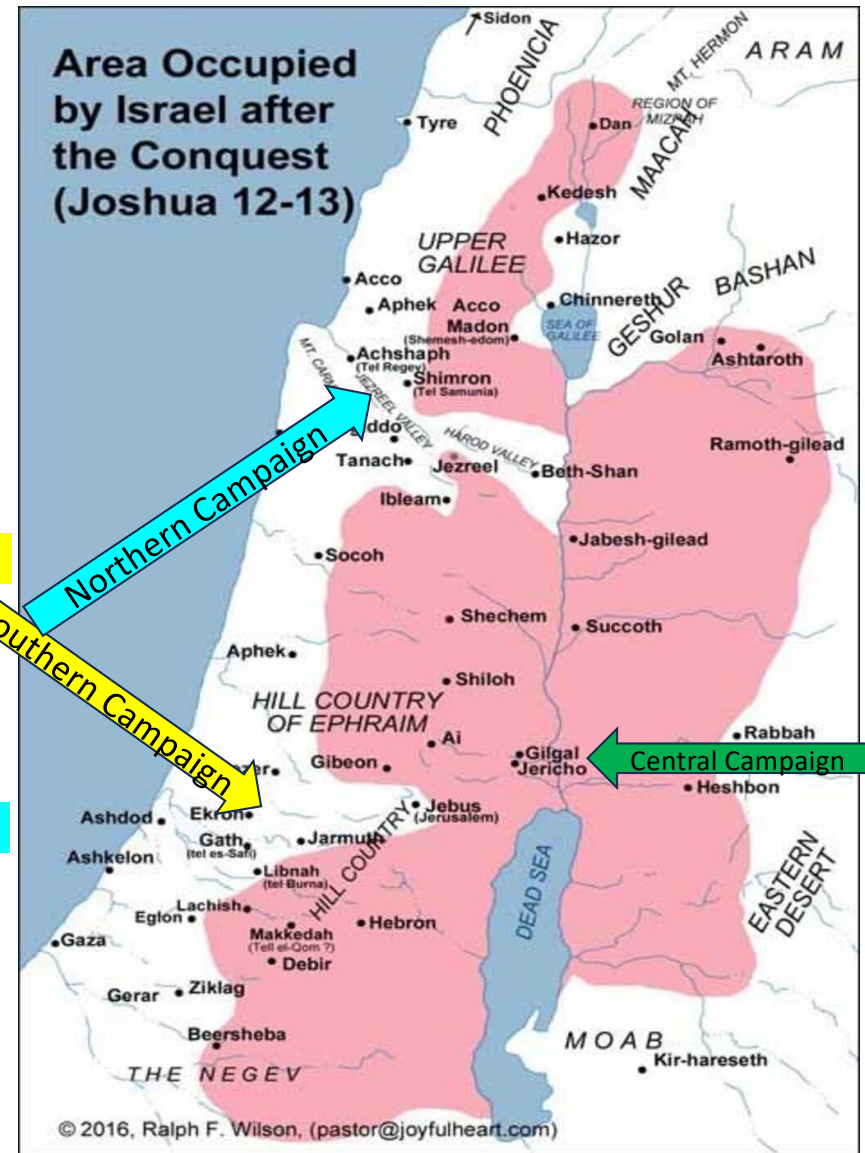 Area Occupied
by Israel after
the Conquest
(Joshua 12-13)
Sidon
PHOENICIA
MT. HERMON
ARAM
Tyre
Dan
REGION OF
MIZPAH
MAACAH
Kedesh
UPPER
GALILEE
Hazor
Acco
Aphek
Acco
Chinnereth
BASHAN
GESHUR
Madon
(Shemesh-edom)
SEA OF
GALILEE
Golan
Ashtaroth
Achshaph
(Tel Regev)
Shimron
(Tel Samunia)
MT.
JEZREEL VALLEY
HAROD VALLEY
Northern Campaign
Tanach
Jezreel
Beth-Shan
Ramoth-gilead
Ibleam
Jabesh-gilead
Socoh
Shechem
Succoth
Southern Campaign
Aphek
Shiloh
HILL COUNTRY
OF EPHRAIM
Ai
Gilgal
Jericho
Rabbah
Central Campaign
Gibeon
Heshbon
Jebus
(Jerusalem)
Ashdod
Ekron
Gath
(tel es-Safi)
Jarmuth
HILL COUNTRY
Ashkelon
Libnah
(tel Burna)
DEAD SEA
EASTERN
DESERT
Lachish
Eglon
Hebron
Makkedah
(Tell el-Qom ?)
Gaza
Debir
Gerar
Ziklag
Beersheba
MOAB
Kir-hareseth
THE NEGEV
© 2016, Ralph F. Wilson, (pastor@joyfulheart.com)